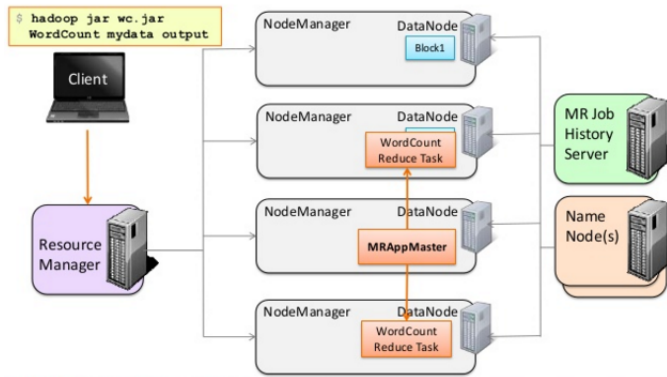 $ hadoop jar wc.jar
WordCount mydata output
Client
Resource
Manager
NodeManager
DataNode
Block1
NodeManager
DataNode
WordCount
Reduce Task
NodeManager
DataNode
MRAppMaster
NodeManager
DataNode
WordCount
Reduce Task
MR Job
History
Server
Name
Node(s)